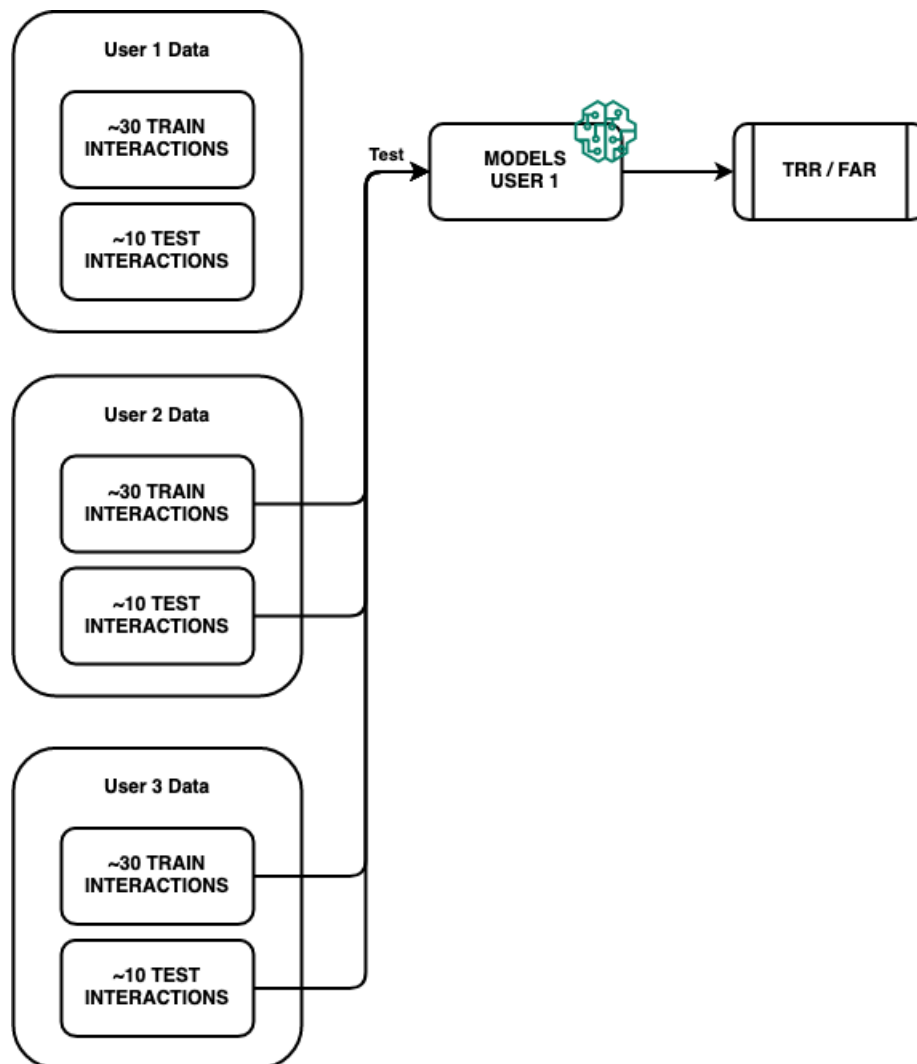 User 1 Data
~30 TRAIN
INTERACTIONS
~10 TEST
INTERACTIONS
Test
MODELS
USER 1
TRR / FAR
User 2 Data
~30 TRAIN
INTERACTIONS
~10 TEST
INTERACTIONS
User 3 Data
~30 TRAIN
INTERACTIONS
~10 TEST
INTERACTIONS